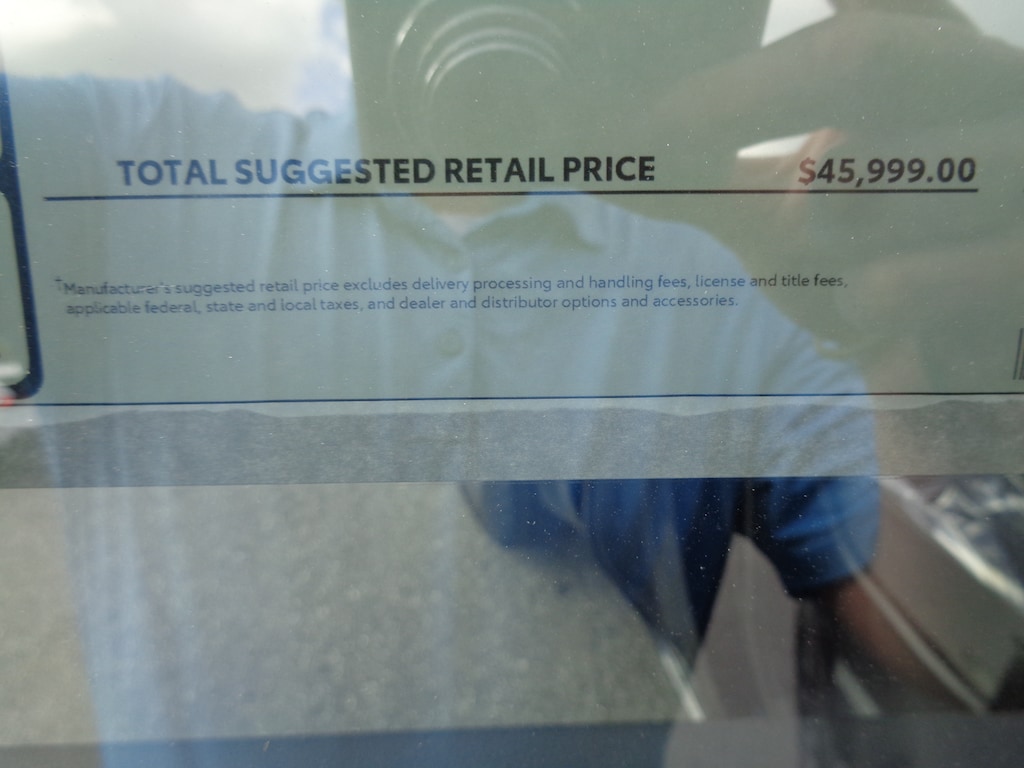 TOTAL SUGGESTED RETAIL PRICE $45,999.00
‡Manufacturer's suggested retail price excludes delivery processing and handling fees, license and title fees,
applicable federal, state and local taxes, and dealer and distributor options and accessories.